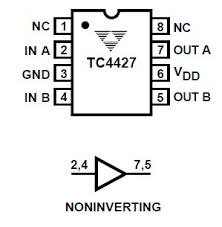 NC 1 8 NC
IN A 2 7 OUT A
TC4427
GND 3 6 VDD
IN B 4 5 OUT B
2,4 7,5
NONINVERTING